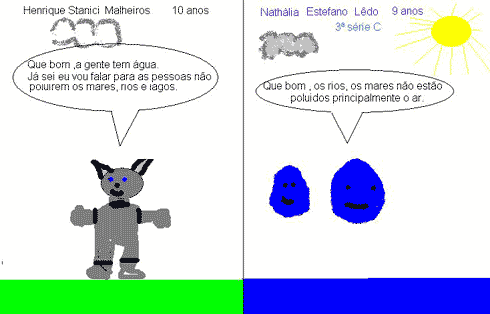 Henrique Stanici Malheiros 10 anos
Que bom ,a gente tem água.
Já sei eu vou falar para as pessoas não
poluirem os mares, rios e lagos.
Nathália Estefano Lêdo 9 anos
3ª série C
Que bom , os rios, os mares não estão
poluidos principalmente o ar.